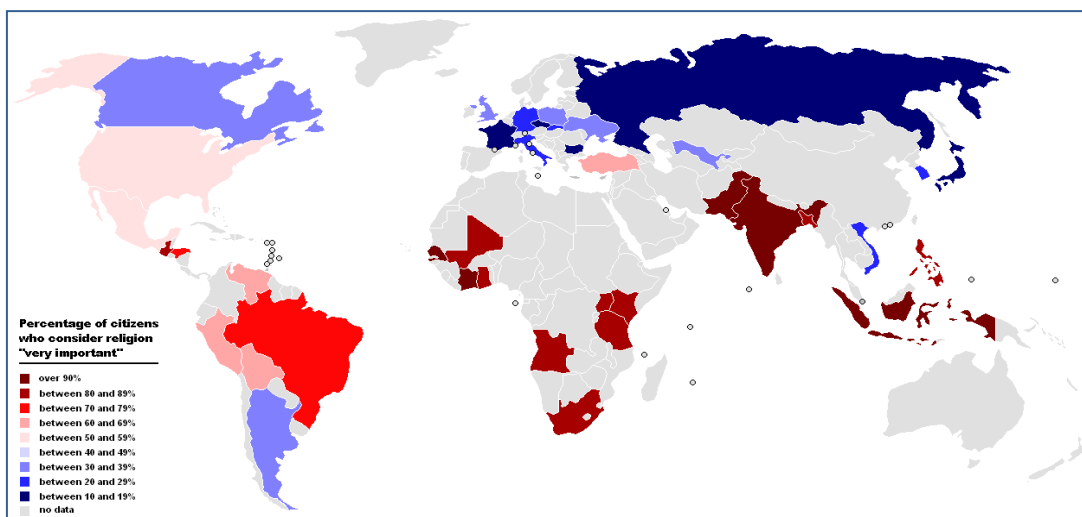 Percentage of citizens
who consider religion
"very important"
over 90%
between 80 and 89%
between 70 and 79%
between 60 and 69%
between 50 and 59%
between 40 and 49%
between 30 and 39%
between 20 and 29%
between 10 and 19%
no data